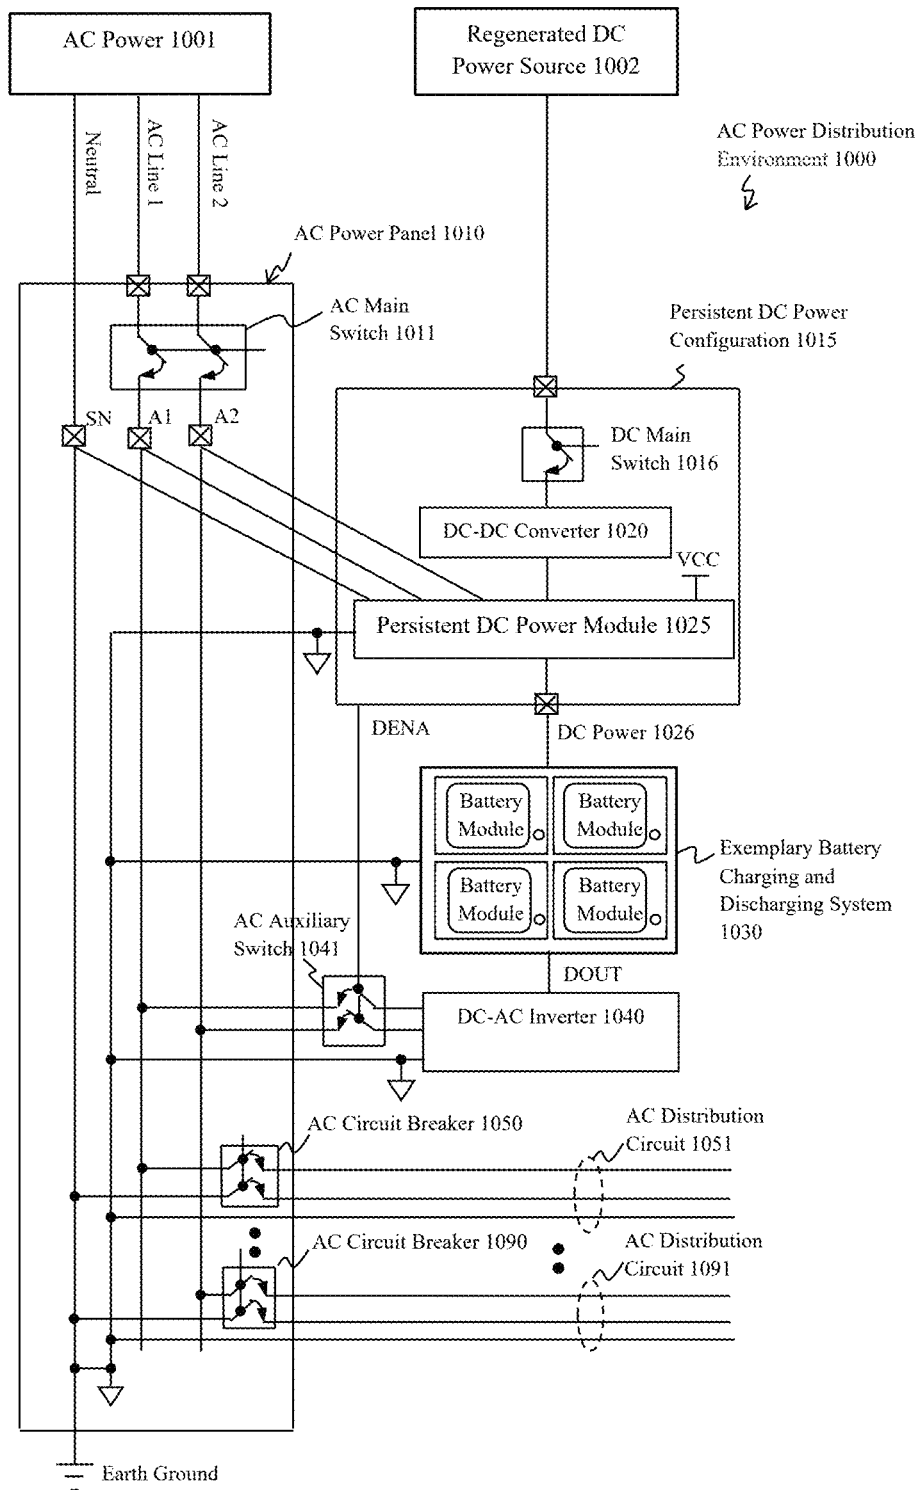 AC Power 1001
Regenerated DC
Power Source 1002
Neutral
AC Line 1
AC Line 2
AC Power Distribution
Environment 1000
AC Power Panel 1010
AC Main
Switch 1011
Persistent DC Power
Configuration 1015
SN
A1
A2
DC Main
Switch 1016
DC-DC Converter 1020
VCC
Persistent DC Power Module 1025
DENA
DC Power 1026
Battery
Module
Battery
Module
Battery
Module
Battery
Module
Exemplary Battery
Charging and
Discharging System
1030
AC Auxiliary
Switch 1041
DOUT
DC-AC Inverter 1040
AC Circuit Breaker 1050
AC Distribution
Circuit 1051
AC Circuit Breaker 1090
AC Distribution
Circuit 1091
Earth Ground